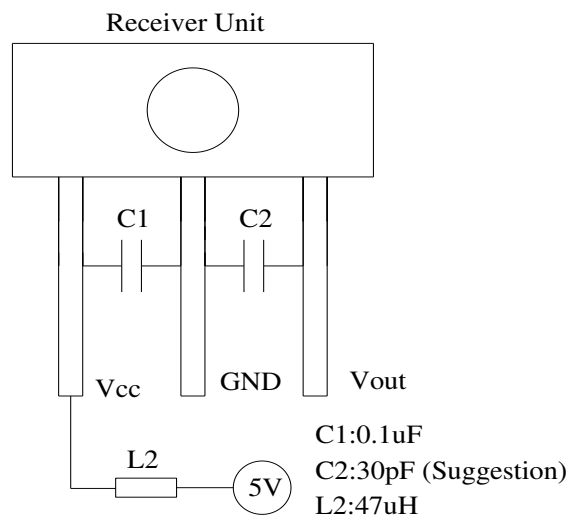 Receiver Unit
C1
C2
Vcc
GND
Vout
L2
5V
C1:0.1uF
C2:30pF (Suggestion)
L2:47uH